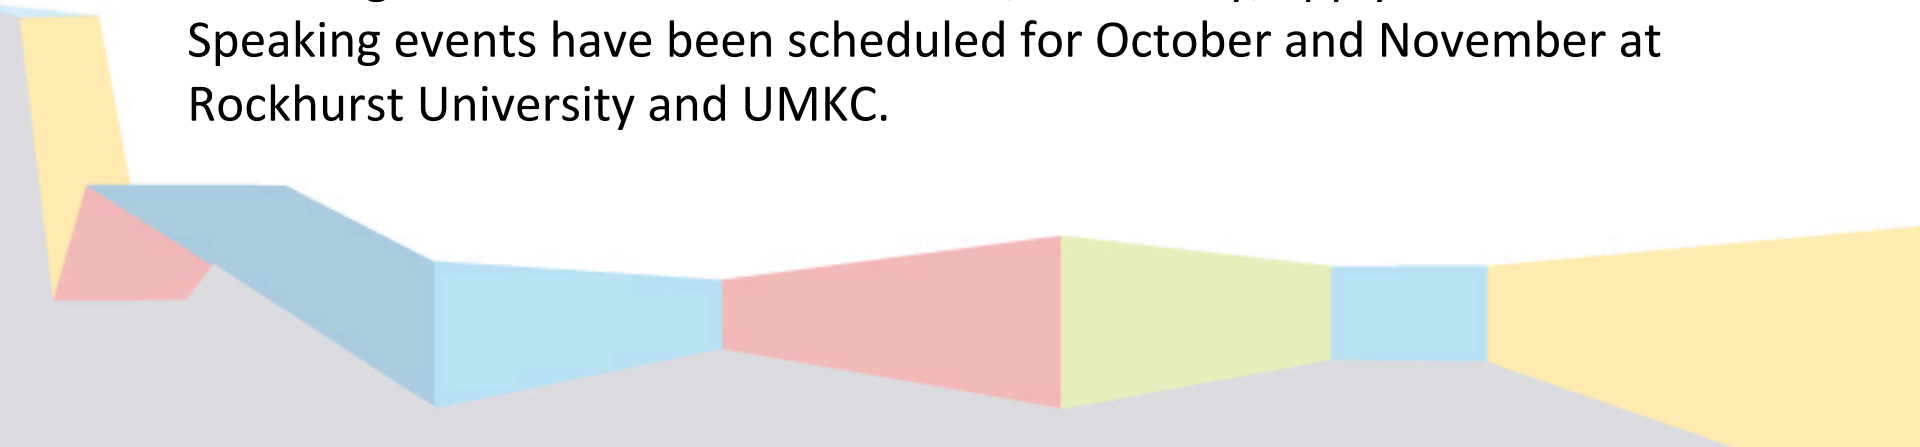 Speaking events have been scheduled for October and November at
Rockhurst University and UMKC.